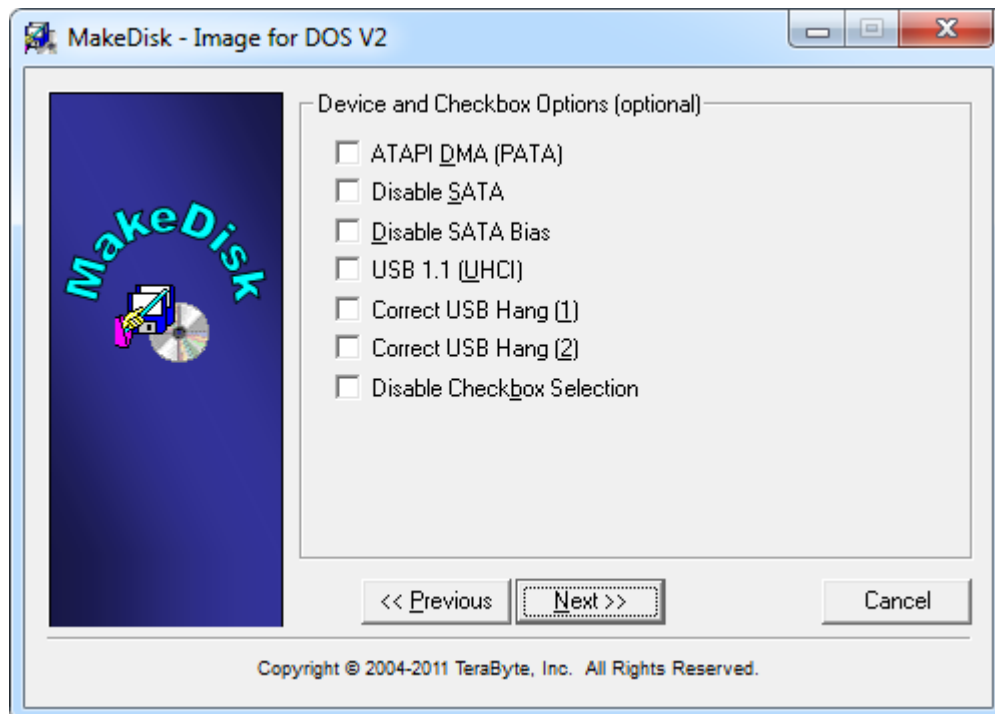 MakeDisk - Image for DOS V2
MakeDisk
Device and Checkbox Options (optional)
ATAPI DMA (PATA)
Disable SATA
Disable SATA Bias
USB 1.1 (UHCI)
Correct USB Hang (1)
Correct USB Hang (2)
Disable Checkbox Selection
<< Previous
Next >>
Cancel
Copyright © 2004-2011 TeraByte, Inc. All Rights Reserved.